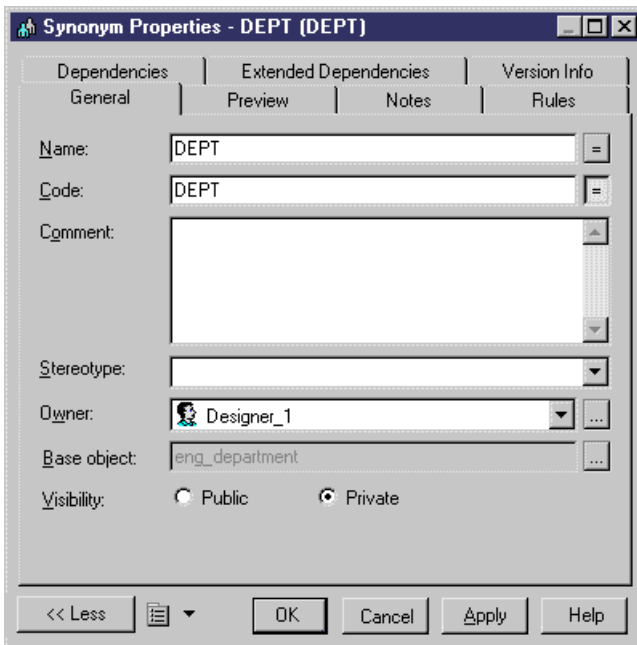 Synonym Properties - DEPT (DEPT)
Dependencies Extended Dependencies Version Info
General Preview Notes Rules
Name: DEPT =
Code: DEPT =
Comment:
Stereotype:
Owner: Designer_1 ...
Base object: eng_department ...
Visibility: Public Private
<< Less OK Cancel Apply Help